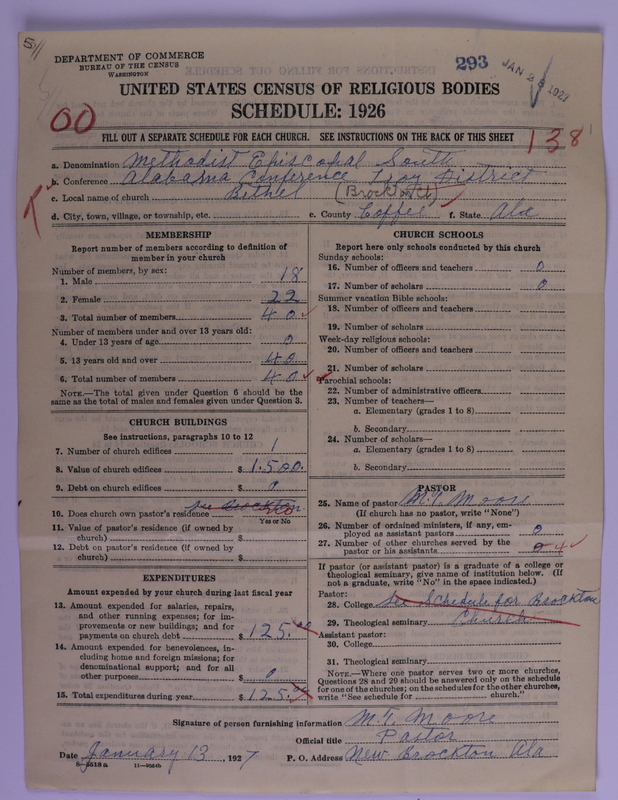 511
DEPARTMENT OF COMMERCE
BUREAU OF THE CENSUS
WASHINGTON
293
JAN 2 1927
UNITED STATES CENSUS OF RELIGIOUS BODIES
SCHEDULE: 1926
00
138
FILL OUT A SEPARATE SCHEDULE FOR EACH CHURCH. SEE INSTRUCTIONS ON THE BACK OF THIS SHEET
a. Denomination Methodist Episcopal South
b. Conference Alabama Conference Troy District
c. Local name of church Bethel (Brockton)
d. City, town, village, or township, etc. e. County Coffee f. State Ala
MEMBERSHIP
Report number of members according to definition of
member in your church
Number of members, by sex:
1. Male 18
2. Female 22
3. Total number of members 40
Number of members under and over 13 years old:
4. Under 13 years of age 0
5. 13 years old and over 40
6. Total number of members 40
NOTE.—The total given under Question 6 should be the
same as the total of males and females given under Question 3.
CHURCH BUILDINGS
See instructions, paragraphs 10 to 12
7. Number of church edifices 1
8. Value of church edifices $1.500.
9. Debt on church edifices $ 0
10. Does church own pastor's residence see Brockton no
Yes or No
11. Value of pastor's residence (if owned by
church) $
12. Debt on pastor's residence (if owned by
church) $
EXPENDITURES
Amount expended by your church during last fiscal year
13. Amount expended for salaries, repairs,
and other running expenses; for im-
provements or new buildings; and for
payments on church debt $125.00
14. Amount expended for benevolences, in-
cluding home and foreign missions; for
denominational support; and for all
other purposes $ 0
15. Total expenditures during year $125.00
CHURCH SCHOOLS
Report here only schools conducted by this church
Sunday schools:
16. Number of officers and teachers 0
17. Number of scholars 0
Summer vacation Bible schools:
18. Number of officers and teachers
19. Number of scholars
Week-day religious schools:
20. Number of officers and teachers
21. Number of scholars
Parochial schools:
22. Number of administrative officers
23. Number of teachers—
a. Elementary (grades 1 to 8)
b. Secondary
24. Number of scholars—
a. Elementary (grades 1 to 8)
b. Secondary
PASTOR
25. Name of pastor M.T. Moore
(If church has no pastor, write "None")
26. Number of ordained ministers, if any, em-
ployed as assistant pastors 0
27. Number of other churches served by the
pastor or his assistants 0 4
If pastor (or assistant pastor) is a graduate of a college or
theological seminary, give name of institution below. (If
not a graduate, write "No" in the space indicated.)
Pastor:
28. College See Schedule for Brockton
29. Theological seminary Church
Assistant pastor:
30. College
31. Theological seminary
NOTE.—Where one pastor serves two or more churches,
Questions 28 and 29 should be answered only on the schedule
for one of the churches; on the schedules for the other churches,
write "See schedule for church."
Signature of person furnishing information M.T. Moore
Official title Pastor
Date January 13, 1927 P. O. Address New Brockton Ala
8—5518 a 11—9554b